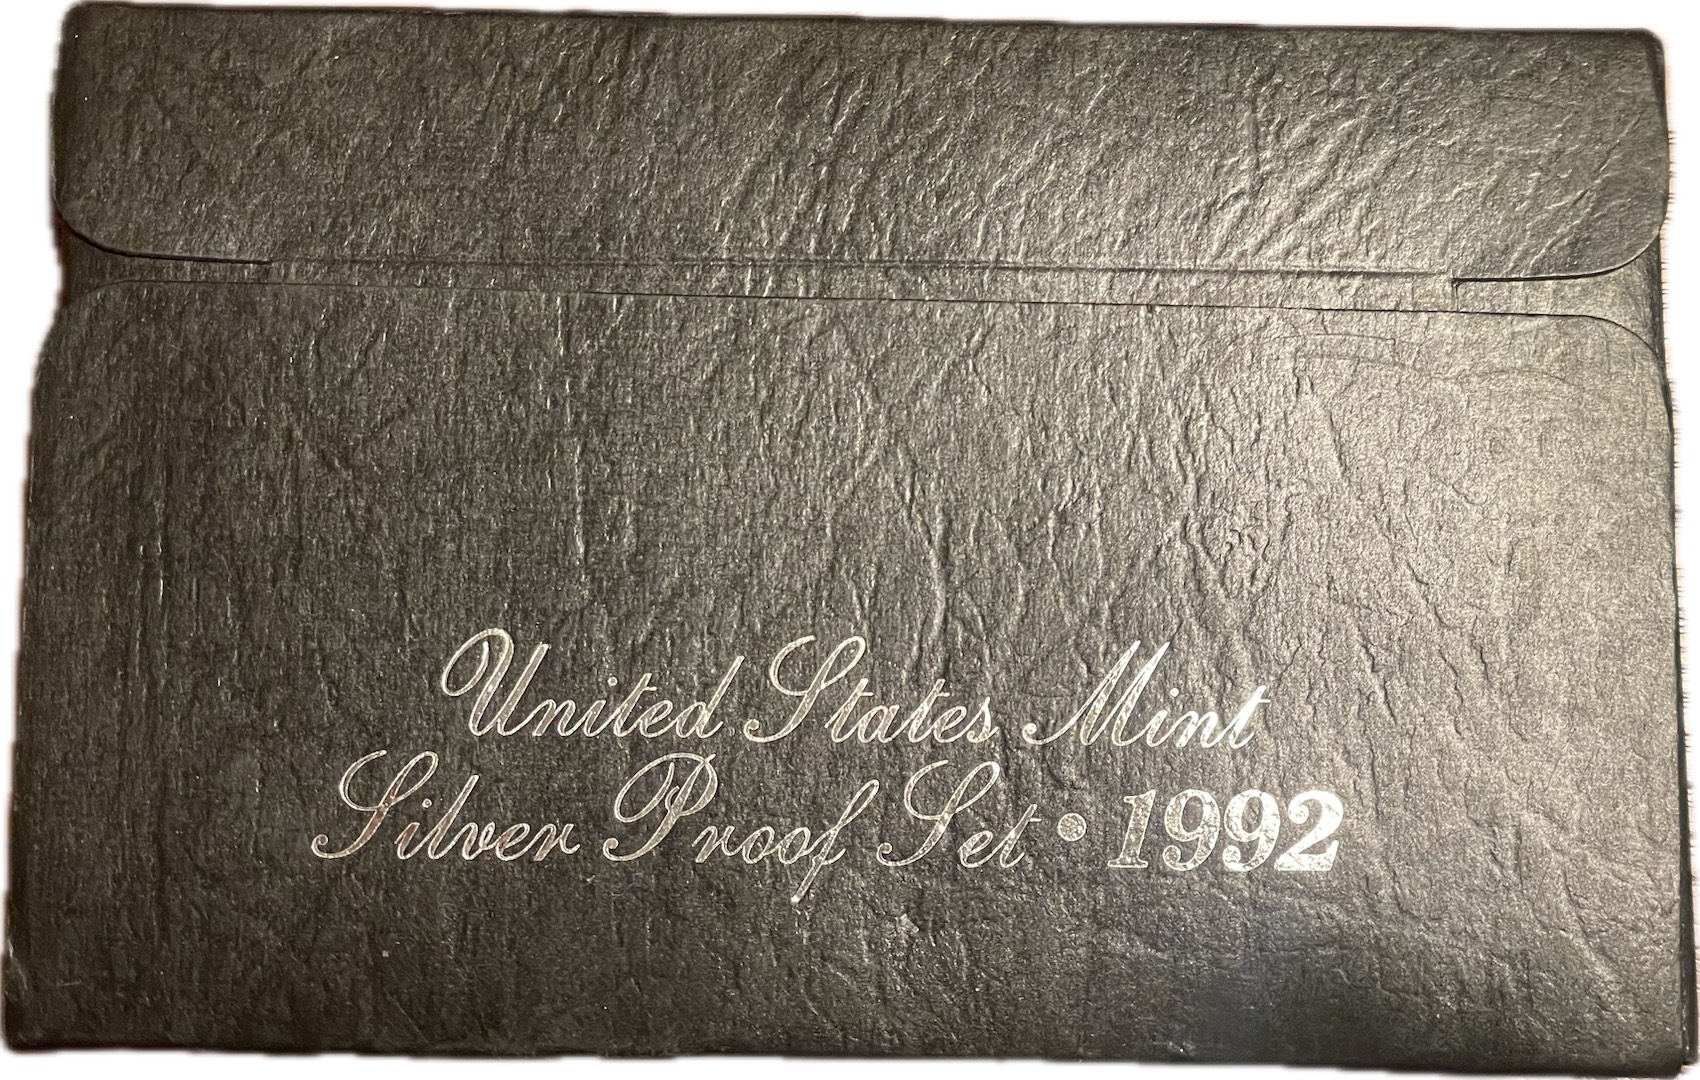 United States Mint
Silver Proof Set • 1992